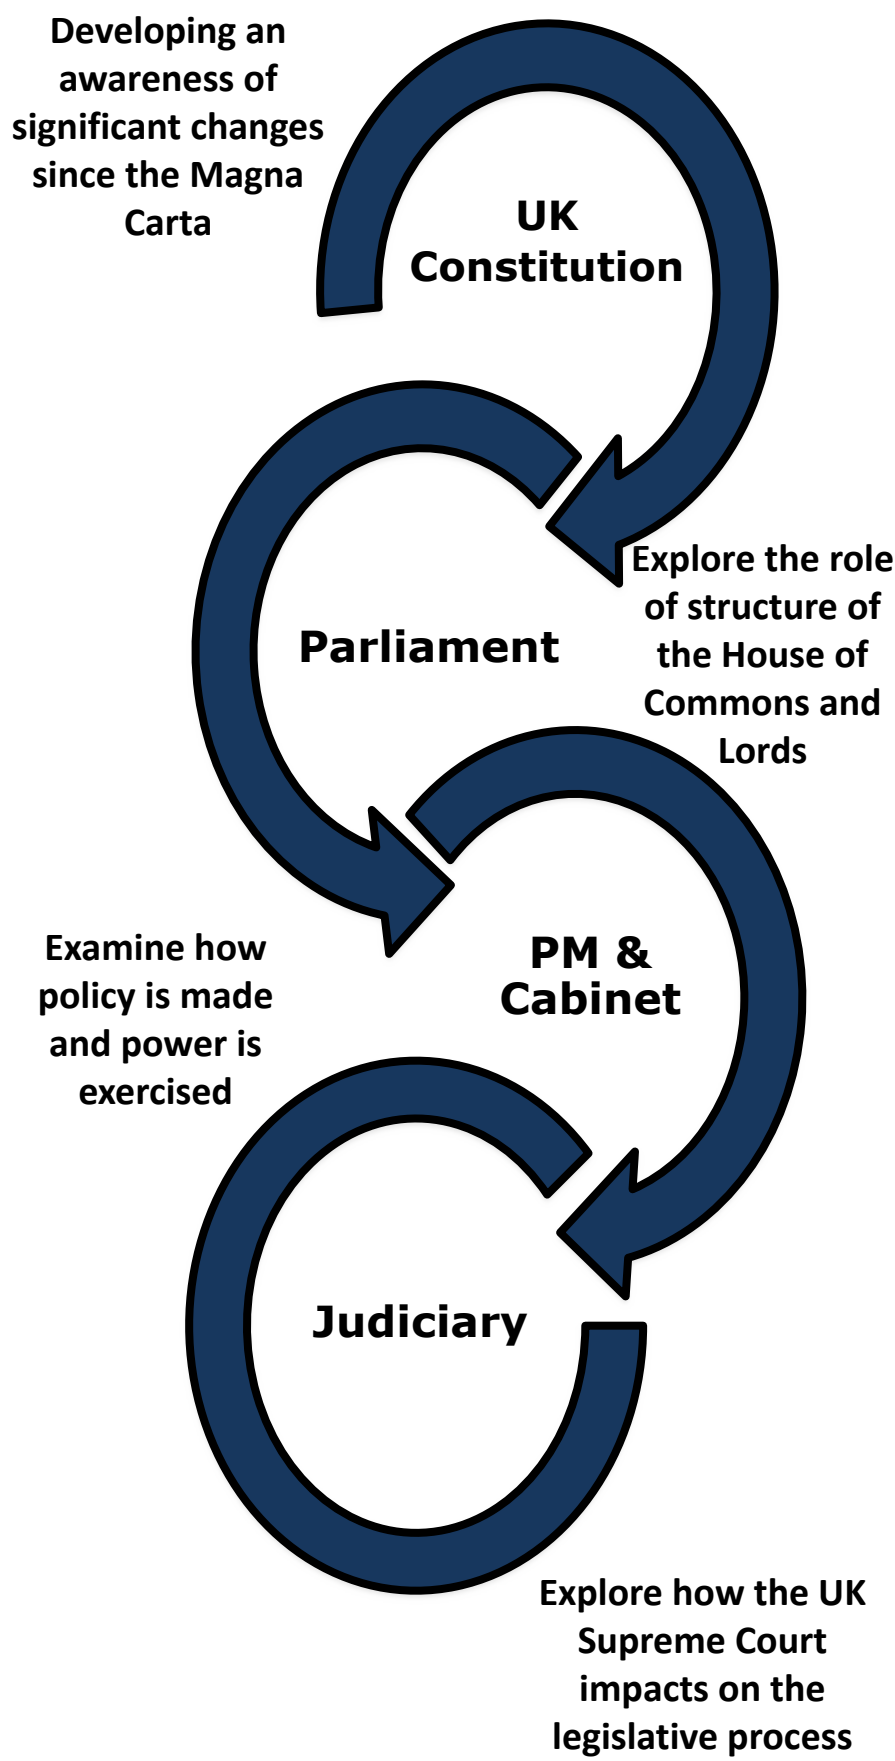 Developing an
awareness of
significant changes
since the Magna
Carta
UK
Constitution
Explore the role
of structure of
the House of
Commons and
Lords
Parliament
Examine how
policy is made
and power is
exercised
PM &
Cabinet
Judiciary
Explore how the UK
Supreme Court
impacts on the
legislative process